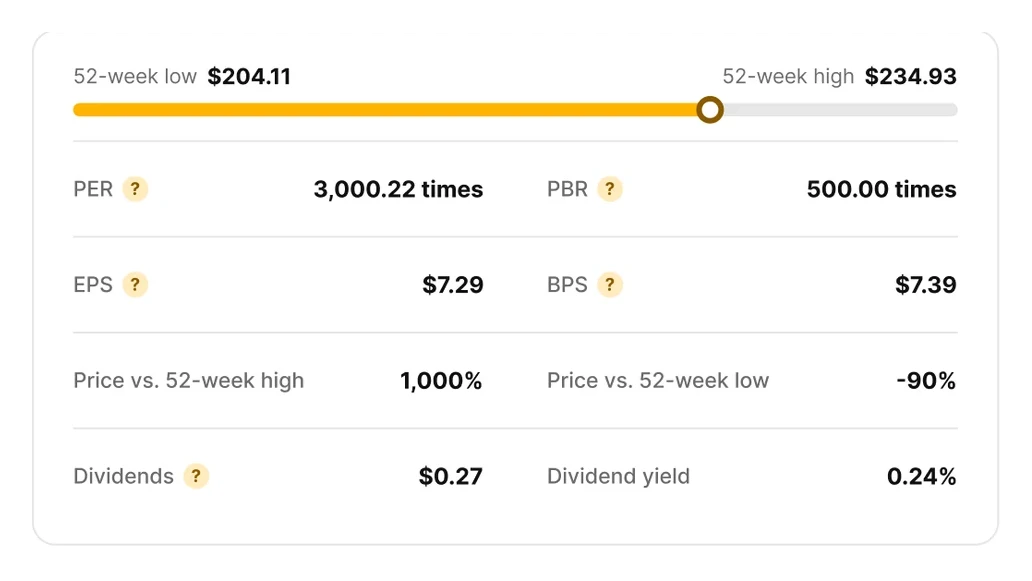 52-week low $204.11 52-week high $234.93
PER ? 3,000.22 times PBR ? 500.00 times
EPS ? $7.29 BPS ? $7.39
Price vs. 52-week high 1,000% Price vs. 52-week low -90%
Dividends ? $0.27 Dividend yield 0.24%